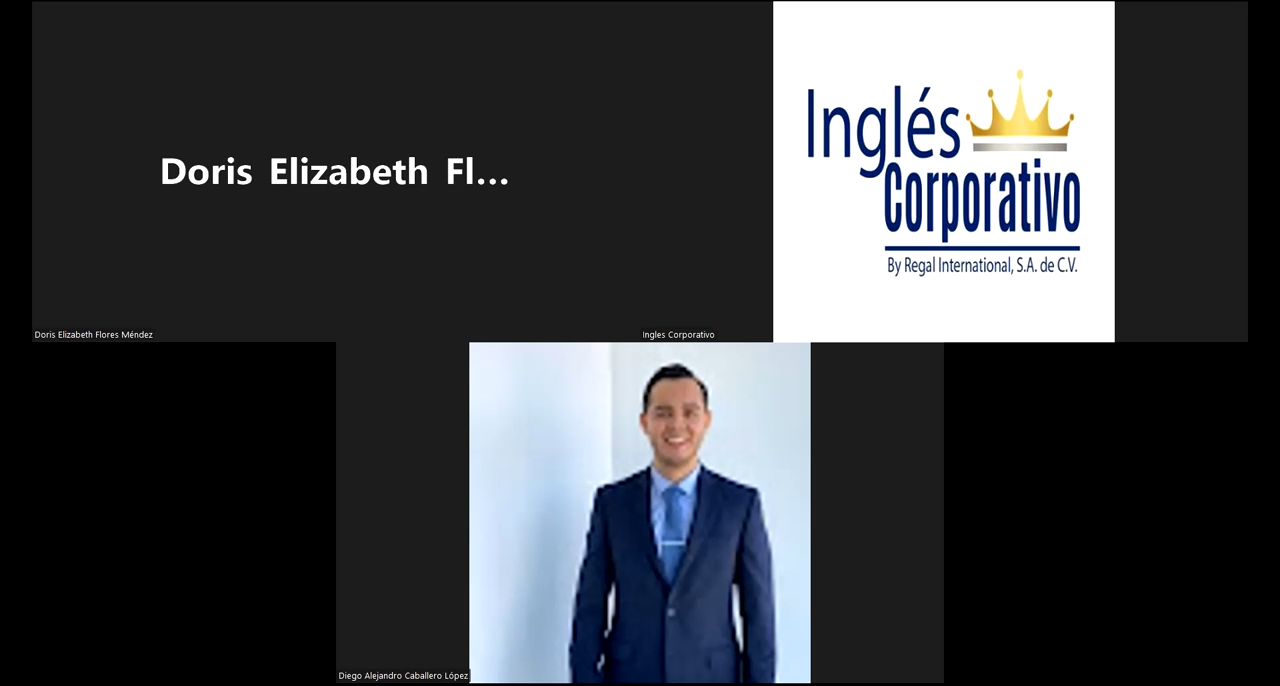 Doris Elizabeth Fl...
Doris Elizabeth Flores Méndez
Inglés
Corporativo
By Regal International, S.A. de C.V.
Ingles Corporativo
Diego Alejandro Caballero López